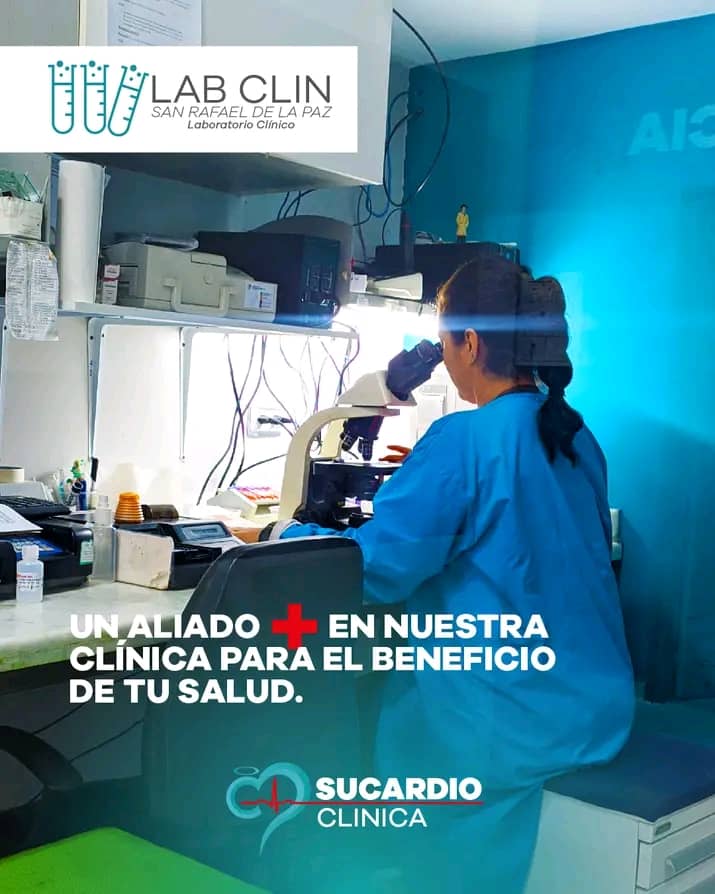 LAB CLIN
SAN RAFAEL DE LA PAZ
Laboratorio Clínico
UN ALIADO + EN NUESTRA
CLÍNICA PARA EL BENEFICIO
DE TU SALUD.
SUCARDIO
CLINICA